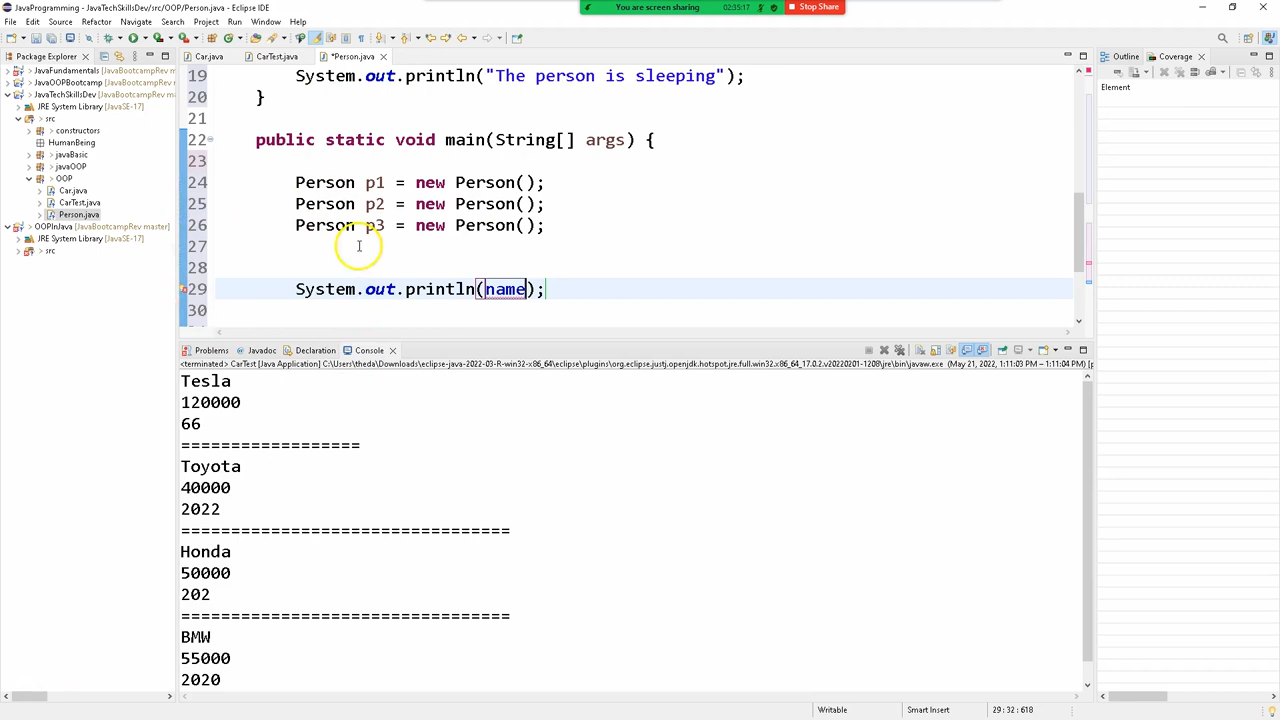 JavaProgramming - JavaTechSkillsDev/src/OOP/Person.java - Eclipse IDE
You are screen sharing 02:35:17 Stop Share
File Edit Source Refactor Navigate Search Project Run Window Help
Package Explorer
Car.java CarTest.java *Person.java
Outline Coverage
JavaFundamentals
JavaOOPBootcamp [JavaBootcampRev m
JavaTechSkillsDev [JavaBootcampRev mast
JRE System Library [JavaSE-17]
src
constructors
HumanBeing
javaBasic
javaOOP
OOP
Car.java
CarTest.java
Person.java
OOPInJava [JavaBootcampRev master]
JRE System Library [JavaSE-17]
src
19 System.out.println("The person is sleeping");
20 }
21
22 public static void main(String[] args) {
23
24 Person p1 = new Person();
25 Person p2 = new Person();
26 Person p3 = new Person();
27
28
29 System.out.println(name);
30
Element
Problems Javadoc Declaration Console
<terminated> CarTest [Java Application] C:\Users\theda\Downloads\eclipse-java-2022-03-R-win32-x86_64\eclipse\plugins\org.eclipse.justj.openjdk.hotspot.jre.full.win32.x86_64_17.0.2.v20220201-1208\jre\bin\javaw.exe (May 21, 2022, 1:11:03 PM – 1:11:04 PM) [p
Tesla
120000
66
==================
Toyota
40000
2022
=================================
Honda
50000
202
=================================
BMW
55000
2020
Writable Smart Insert 29 : 32 : 618